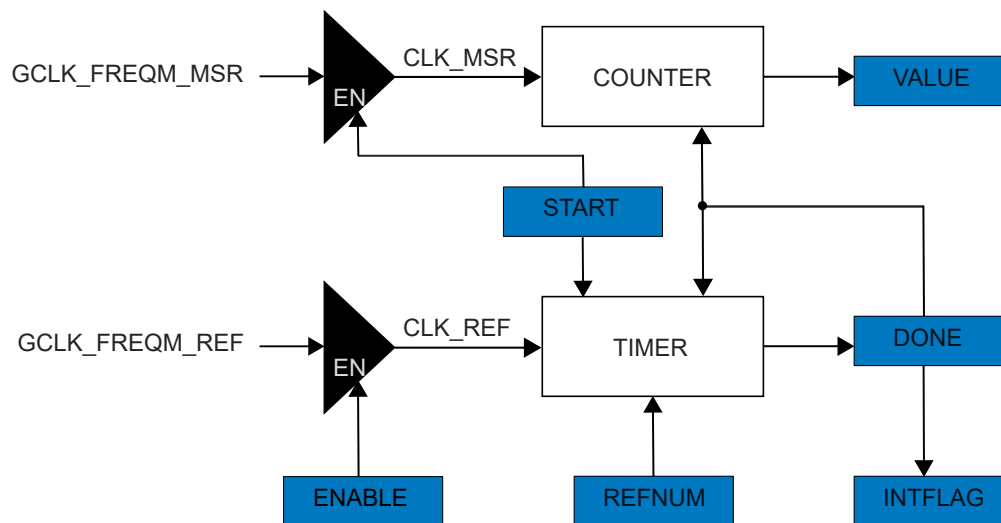 CLK_MSR
GCLK_FREQM_MSR
COUNTER
VALUE
EN
START
CLK_REF
GCLK_FREQM_REF
TIMER
DONE
EN
ENABLE
REFNUM
INTFLAG